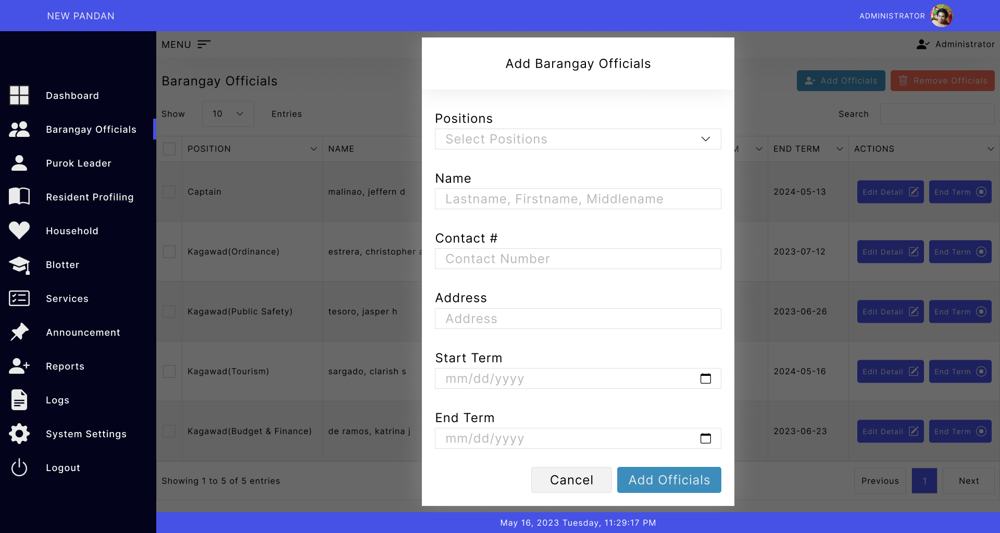 NEW PANDAN
ADMINISTRATOR
MENU
Administrator
Dashboard
Barangay Officials
Purok Leader
Resident Profiling
Household
Blotter
Services
Announcement
Reports
Logs
System Settings
Logout
Barangay Officials
Add Officials
Remove Officials
Show 10 Entries
Search
POSITION NAME M END TERM ACTIONS
Captain malinao, jeffern d 2024-05-13 Edit Detail End Term
Kagawad(Ordinance) estrera, christopher a 2023-07-12 Edit Detail End Term
Kagawad(Public Safety) tesoro, jasper h 2023-06-26 Edit Detail End Term
Kagawad(Tourism) sargado, clarish s 2024-05-16 Edit Detail End Term
Kagawad(Budget & Finance) de ramos, katrina j 2023-06-23 Edit Detail End Term
Showing 1 to 5 of 5 entries
Previous 1 Next
Add Barangay Officials
Positions
Select Positions
Name
Lastname, Firstname, Middlename
Contact #
Contact Number
Address
Address
Start Term
mm/dd/yyyy
End Term
mm/dd/yyyy
Cancel
Add Officials
May 16, 2023 Tuesday, 11:29:17 PM